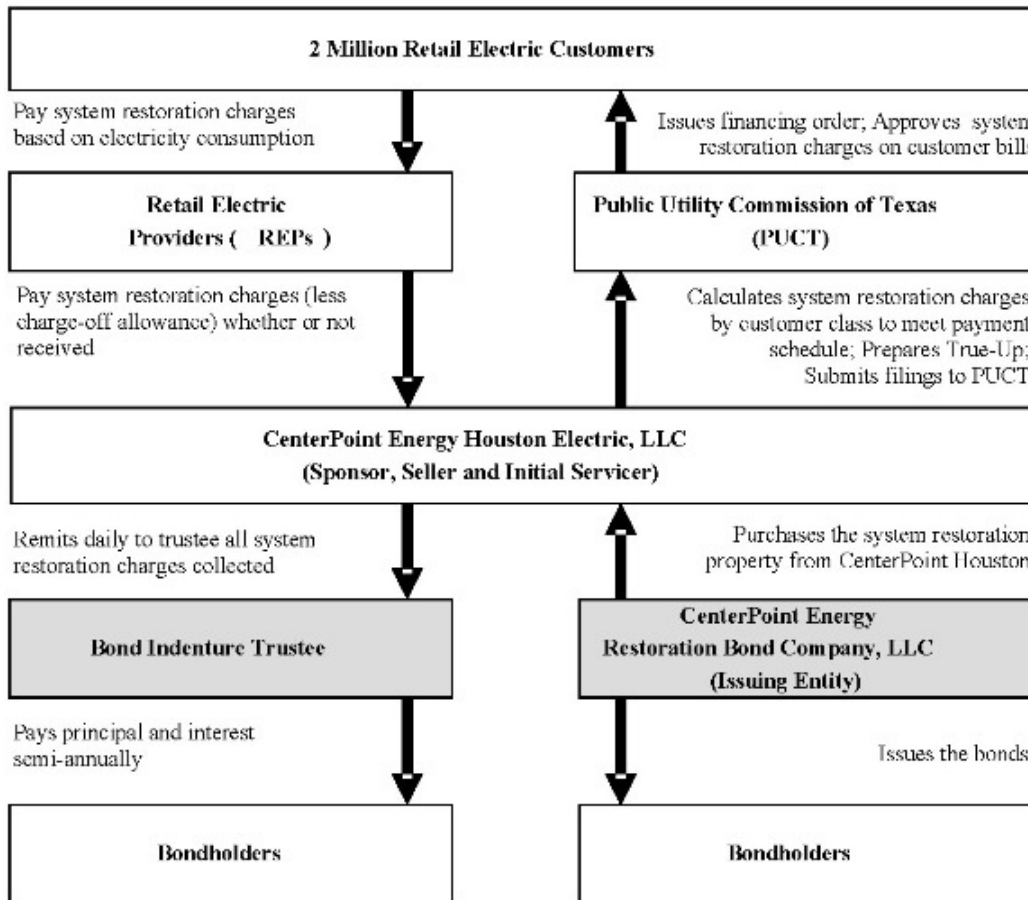 2 Million Retail Electric Customers
Pay system restoration charges
based on electricity consumption
Issues financing order; Approves system
restoration charges on customer bills
Retail Electric
Providers ( REPs )
Public Utility Commission of Texas
(PUCT)
Pay system restoration charges (less
charge-off allowance) whether or not
received
Calculates system restoration charges
by customer class to meet payment
schedule; Prepares True-Up;
Submits filings to PUCT
CenterPoint Energy Houston Electric, LLC
(Sponsor, Seller and Initial Servicer)
Remits daily to trustee all system
restoration charges collected
Purchases the system restoration
property from CenterPoint Houston
Bond Indenture Trustee
CenterPoint Energy
Restoration Bond Company, LLC
(Issuing Entity)
Pays principal and interest
semi-annually
Issues the bonds
Bondholders
Bondholders